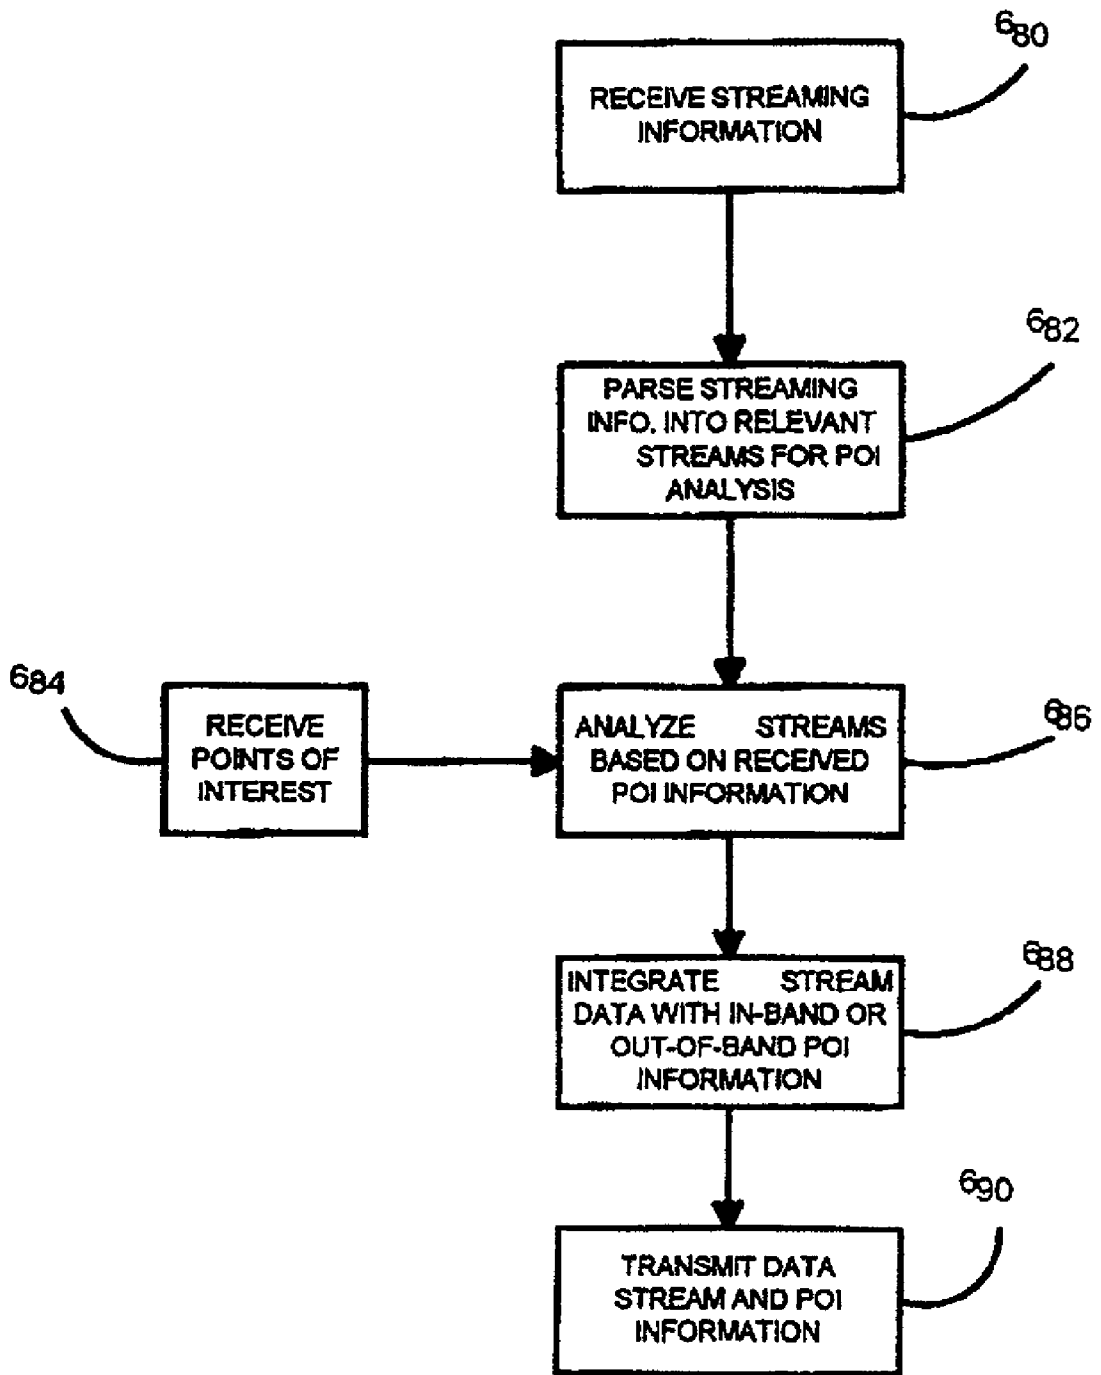 680
RECEIVE STREAMING
INFORMATION
682
PARSE STREAMING
INFO. INTO RELEVANT
STREAMS FOR POI
ANALYSIS
684
RECEIVE
POINTS OF
INTEREST
686
ANALYZE STREAMS
BASED ON RECEIVED
POI INFORMATION
688
INTEGRATE STREAM
DATA WITH IN-BAND OR
OUT-OF-BAND POI
INFORMATION
690
TRANSMIT DATA
STREAM AND POI
INFORMATION